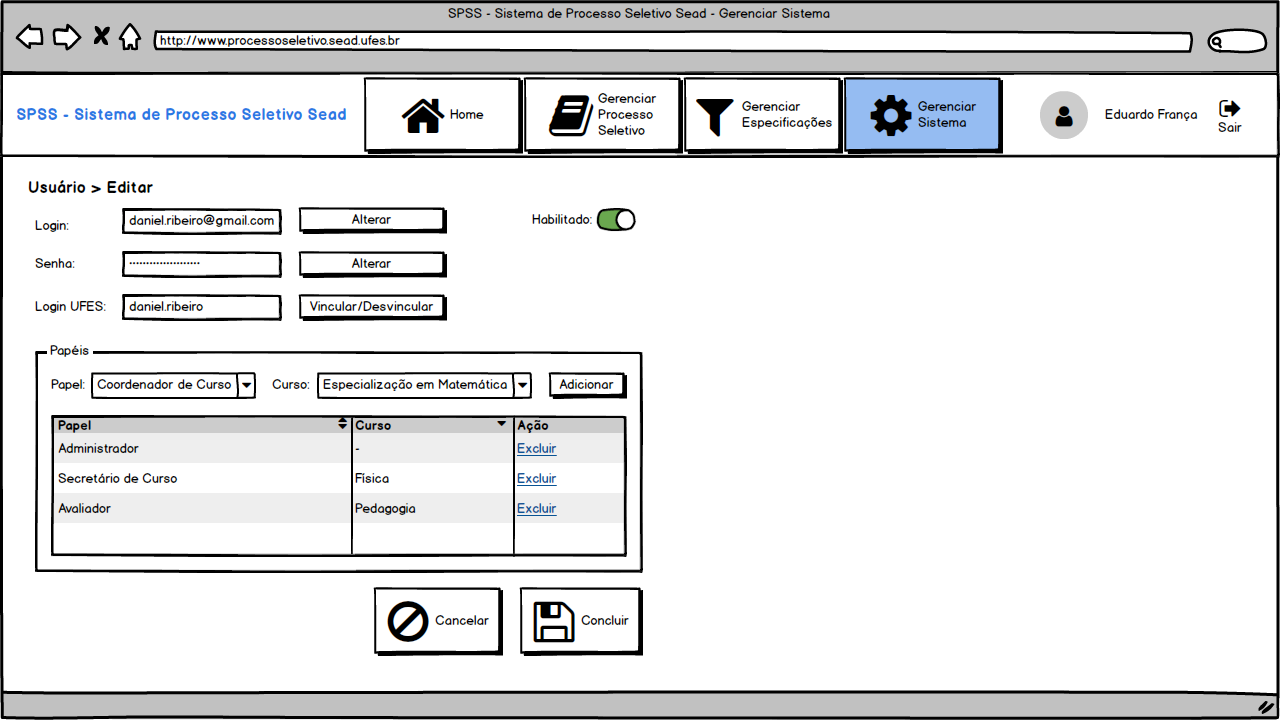 SPSS - Sistema de Processo Seletivo Sead - Gerenciar Sistema
http://www.processoseletivo.sead.ufes.br
SPSS - Sistema de Processo Seletivo Sead
Home
Gerenciar
Processo
Seletivo
Gerenciar
Especificações
Gerenciar
Sistema
Eduardo França
Sair
Usuário > Editar
Login: daniel.ribeiro@gmail.com Alterar Habilitado:
Senha: ····················· Alterar
Login UFES: daniel.ribeiro Vincular/Desvincular
Papéis
Papel: Coordenador de Curso Curso: Especialização em Matemática Adicionar
Papel Curso Ação
Administrador - Excluir
Secretário de Curso Física Excluir
Avaliador Pedagogia Excluir
Cancelar Concluir